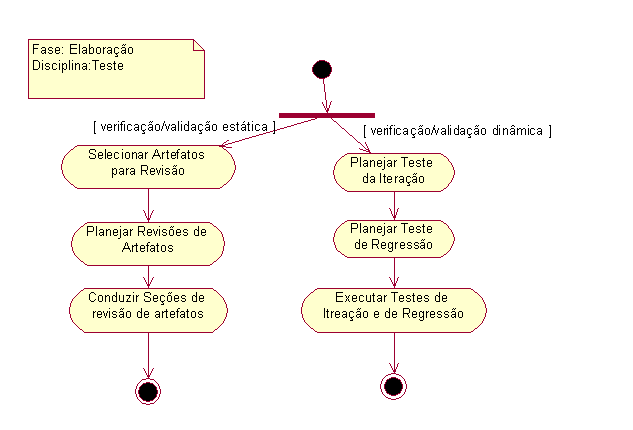 Fase: Elaboração
Disciplina:Teste
[ verificação/validação estática ]
[ verificação/validação dinâmica ]
Selecionar Artefatos
para Revisão
Planejar Revisões de
Artefatos
Conduzir Seções de
revisão de artefatos
Planejar Teste
da Iteração
Planejar Teste
de Regressão
Executar Testes de
Itreação e de Regressão